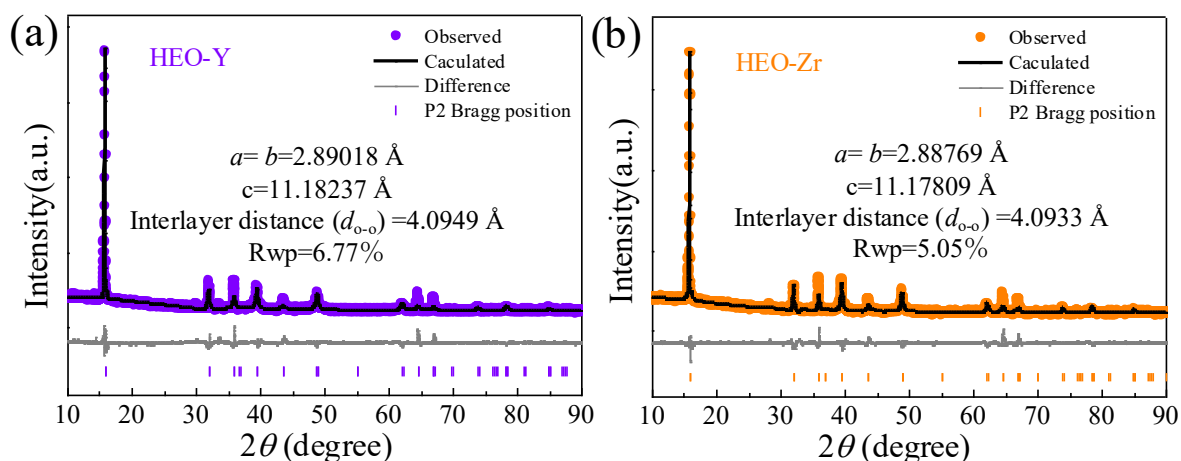 (a)
HEO-Y
Observed
Caculated
Difference
P2 Bragg position
a= b=2.89018 Å
c=11.18237 Å
Interlayer distance (dₒ₋ₒ) =4.0949 Å
Rwp=6.77%
Intensity(a.u.)
10 20 30 40 50 60 70 80 90
2θ (degree)
(b)
HEO-Zr
Observed
Caculated
Difference
P2 Bragg position
a= b=2.88769 Å
c=11.17809 Å
Interlayer distance (dₒ₋ₒ) =4.0933 Å
Rwp=5.05%
Intensity(a.u.)
10 20 30 40 50 60 70 80 90
2θ (degree)